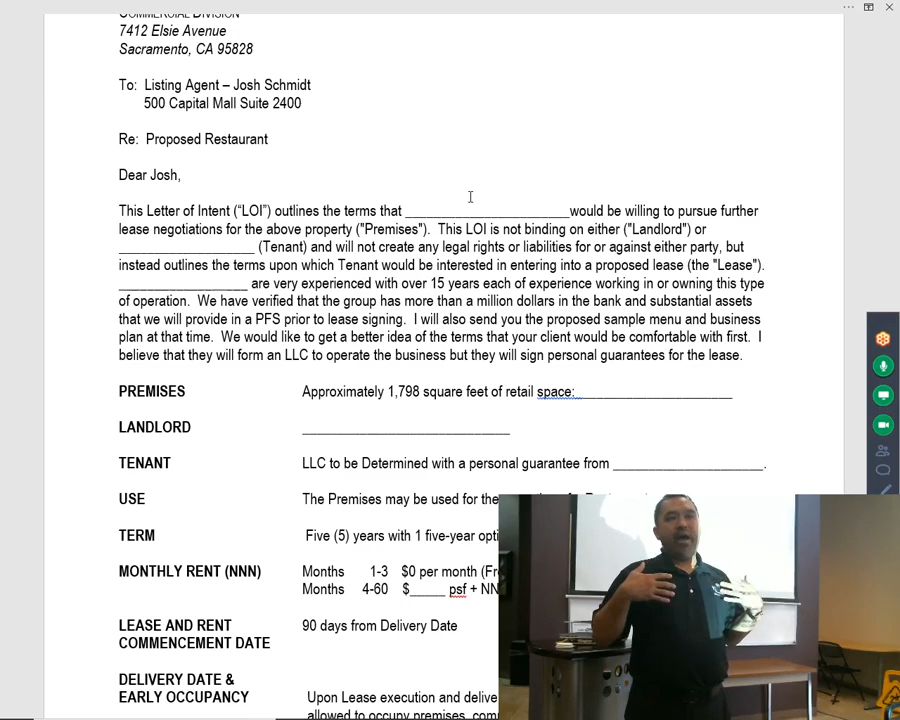 COMMERCIAL DIVISION
7412 Elsie Avenue
Sacramento, CA 95828
To: Listing Agent – Josh Schmidt
500 Capital Mall Suite 2400
Re: Proposed Restaurant
Dear Josh,
This Letter of Intent (“LOI”) outlines the terms that _______________________would be willing to pursue further
lease negotiations for the above property ("Premises"). This LOI is not binding on either ("Landlord") or
___________________ (Tenant) and will not create any legal rights or liabilities for or against either party, but
instead outlines the terms upon which Tenant would be interested in entering into a proposed lease (the "Lease").
__________________ are very experienced with over 15 years each of experience working in or owning this type
of operation. We have verified that the group has more than a million dollars in the bank and substantial assets
that we will provide in a PFS prior to lease signing. I will also send you the proposed sample menu and business
plan at that time. We would like to get a better idea of the terms that your client would be comfortable with first. I
believe that they will form an LLC to operate the business but they will sign personal guarantees for the lease.
PREMISES Approximately 1,798 square feet of retail space:______________________
LANDLORD _____________________________
TENANT LLC to be Determined with a personal guarantee from _____________________.
USE The Premises may be used for the
TERM Five (5) years with 1 five-year opti
MONTHLY RENT (NNN) Months 1-3 $0 per month (Fr
Months 4-60 $_____ psf + NN
LEASE AND RENT 90 days from Delivery Date
COMMENCEMENT DATE
DELIVERY DATE &
EARLY OCCUPANCY Upon Lease execution and delive
allowed to occupy premises, com